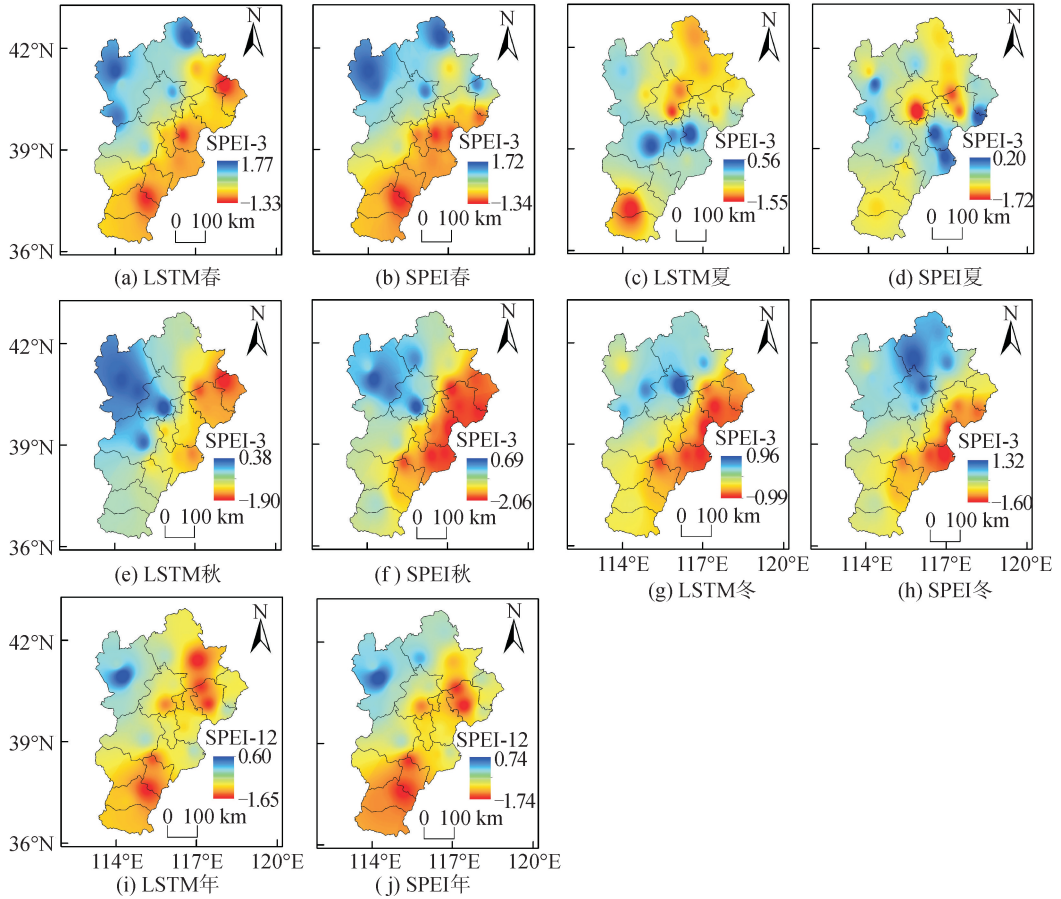 N
N
N
N
42°N
39°N
36°N
SPEI-3
1.77
−1.33
0 100 km
SPEI-3
1.72
−1.34
0 100 km
SPEI-3
0.56
−1.55
0 100 km
SPEI-3
0.20
−1.72
0 100 km
(a) LSTM春
(b) SPEI春
(c) LSTM夏
(d) SPEI夏
N
N
N
N
42°N
39°N
36°N
SPEI-3
0.38
−1.90
0 100 km
SPEI-3
0.69
−2.06
0 100 km
SPEI-3
0.96
−0.99
0 100 km
SPEI-3
1.32
−1.60
0 100 km
114°E
117°E
120°E
114°E
117°E
120°E
(e) LSTM秋
(f) SPEI秋
(g) LSTM冬
(h) SPEI冬
N
N
42°N
39°N
36°N
SPEI-12
0.60
−1.65
0 100 km
SPEI-12
0.74
−1.74
0 100 km
114°E
117°E
120°E
114°E
117°E
120°E
(i) LSTM年
(j) SPEI年